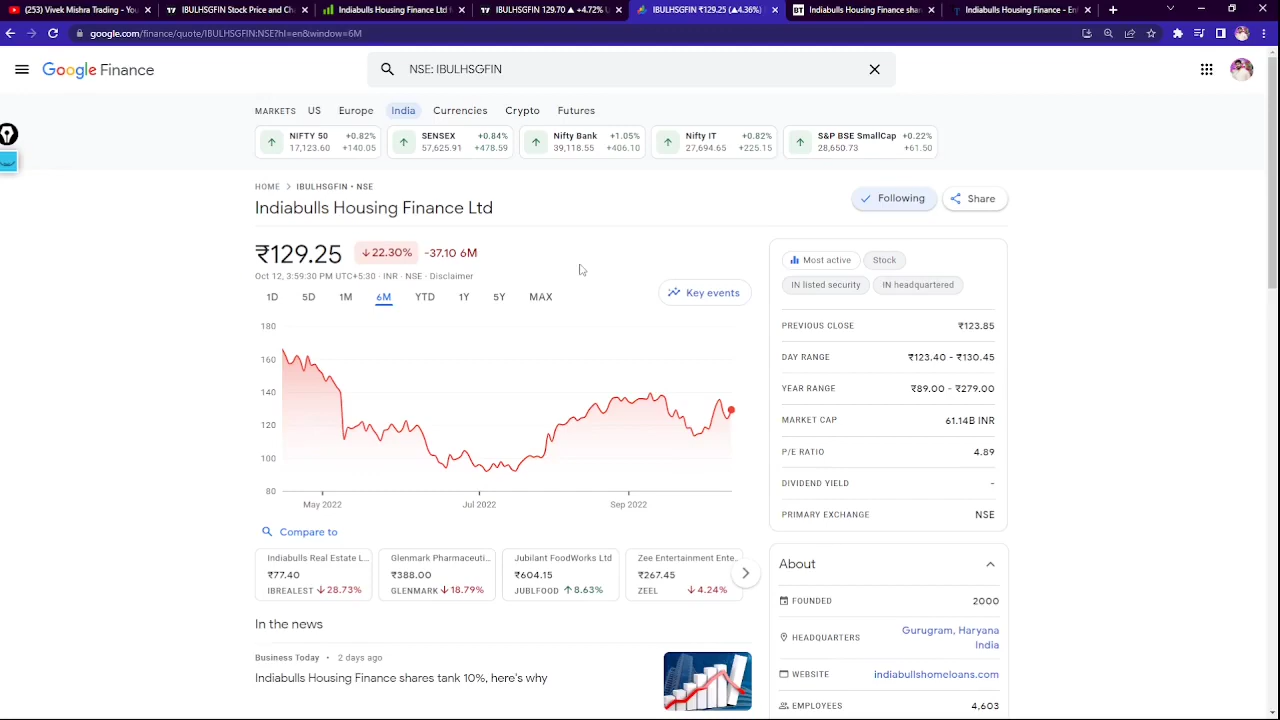 (253) Vivek Mishra Trading - You
IBULHSGFIN Stock Price and Cha
Indiabulls Housing Finance Ltd f
IBULHSGFIN 129.70 ▲ +4.72% U
IBULHSGFIN ₹129.25 (▲4.36%)
Indiabulls Housing Finance shar
Indiabulls Housing Finance - Ent
google.com/finance/quote/IBULHSGFIN:NSE?hl=en&window=6M
Google Finance
NSE: IBULHSGFIN
MARKETS US Europe India Currencies Crypto Futures
NIFTY 50 +0.82%
17,123.60 +140.05
SENSEX +0.84%
57,625.91 +478.59
Nifty Bank +1.05%
39,118.55 +406.10
Nifty IT +0.82%
27,694.65 +225.15
S&P BSE SmallCap +0.22%
28,650.73 +61.50
HOME > IBULHSGFIN • NSE
Indiabulls Housing Finance Ltd
Following
Share
₹129.25 ↓22.30% -37.10 6M
Oct 12, 3:59:30 PM UTC+5:30 · INR · NSE · Disclaimer
1D 5D 1M 6M YTD 1Y 5Y MAX
Key events
180
160
140
120
100
80
May 2022 Jul 2022 Sep 2022
Compare to
Indiabulls Real Estate L...
₹77.40
IBREALEST ↓28.73%
Glenmark Pharmaceuti...
₹388.00
GLENMARK ↓18.79%
Jubilant FoodWorks Ltd
₹604.15
JUBLFOOD ↑8.63%
Zee Entertainment Ente...
₹267.45
ZEEL ↓4.24%
In the news
Business Today • 2 days ago
Indiabulls Housing Finance shares tank 10%, here's why
Most active Stock
IN listed security IN headquartered
PREVIOUS CLOSE ₹123.85
DAY RANGE ₹123.40 - ₹130.45
YEAR RANGE ₹89.00 - ₹279.00
MARKET CAP 61.14B INR
P/E RATIO 4.89
DIVIDEND YIELD -
PRIMARY EXCHANGE NSE
About
FOUNDED 2000
HEADQUARTERS Gurugram, Haryana
India
WEBSITE indiabullshomeloans.com
EMPLOYEES 4,603